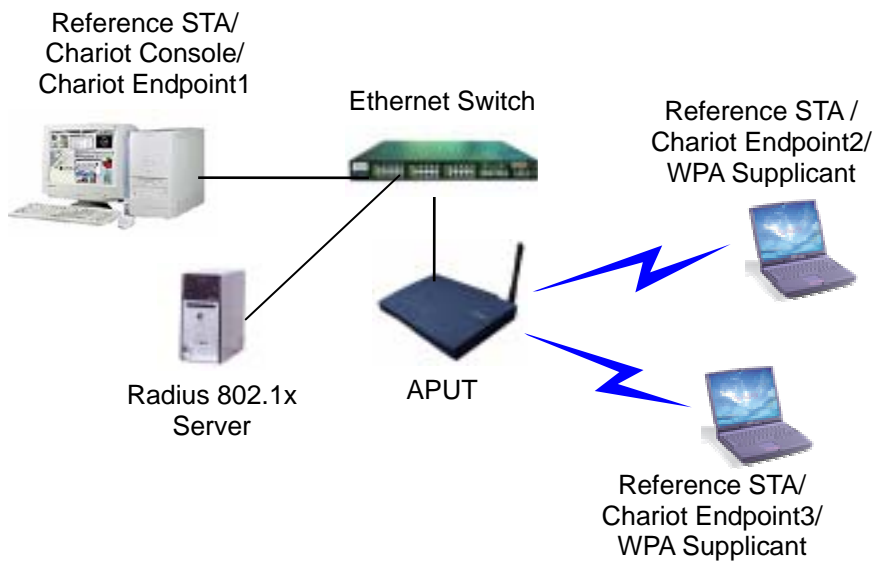 Reference STA/
Chariot Console/
Chariot Endpoint1
Ethernet Switch
Reference STA /
Chariot Endpoint2/
WPA Supplicant
Radius 802.1x
Server
APUT
Reference STA/
Chariot Endpoint3/
WPA Supplicant